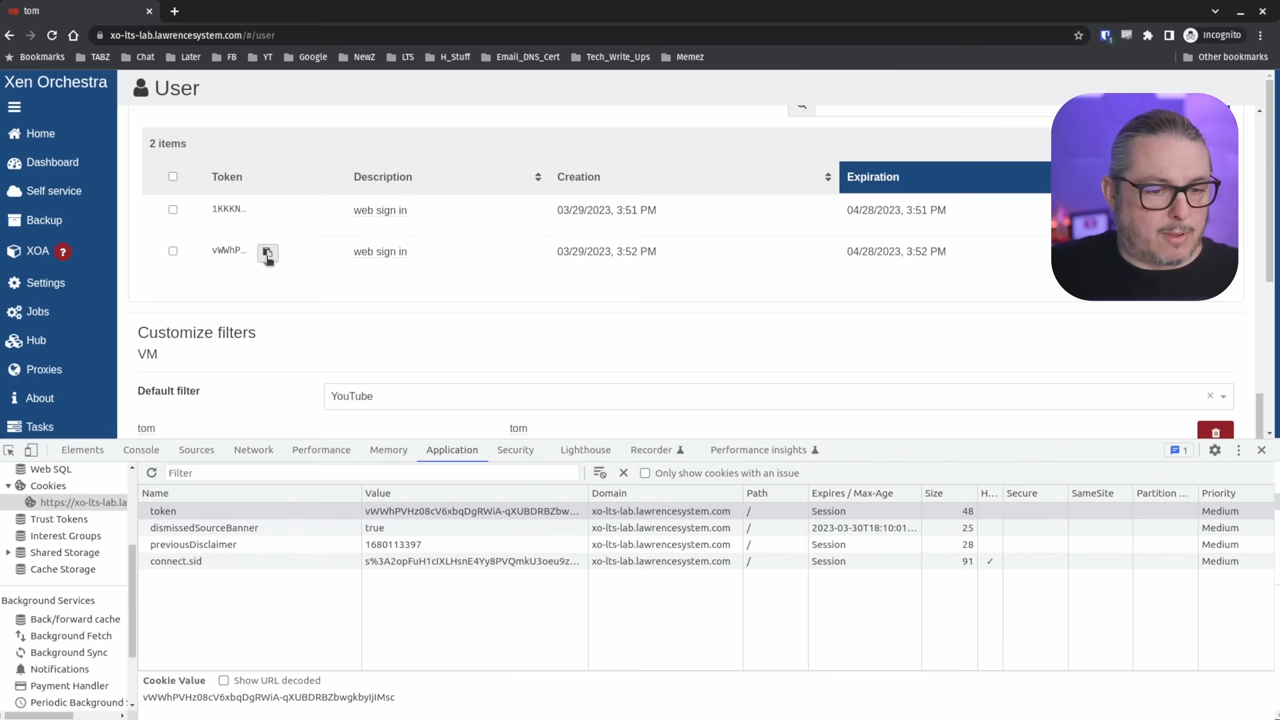 tom
xo-lts-lab.lawrencesystem.com/#/user
Incognito
Bookmarks TABZ Chat Later FB YT Google NewZ LTS H_Stuff Email_DNS_Cert Tech_Write_Ups Memez Other bookmarks
Xen Orchestra
User
Home
Dashboard
Self service
Backup
XOA ?
Settings
Jobs
Hub
Proxies
About
Tasks
2 items
Token Description Creation Expiration
1KKKN… web sign in 03/29/2023, 3:51 PM 04/28/2023, 3:51 PM
vWWhP… web sign in 03/29/2023, 3:52 PM 04/28/2023, 3:52 PM
Customize filters
VM
Default filter YouTube
tom tom
Elements Console Sources Network Performance Memory Application Security Lighthouse Recorder Performance insights 1
Web SQL
Cookies
https://xo-lts-lab.la
Trust Tokens
Interest Groups
Shared Storage
Cache Storage
Background Services
Back/forward cache
Background Fetch
Background Sync
Notifications
Payment Handler
Periodic Background
Filter Only show cookies with an issue
Name Value Domain Path Expires / Max-Age Size H… Secure SameSite Partition … Priority
token vWWhPVHz08cV6xbqDgRWiA-qXUBDRBZbw… xo-lts-lab.lawrencesystem.com / Session 48 Medium
dismissedSourceBanner true xo-lts-lab.lawrencesystem.com / 2023-03-30T18:10:01… 25 Medium
previousDisclaimer 1680113397 xo-lts-lab.lawrencesystem.com / Session 28 Medium
connect.sid s%3A2opFuH1cIXLHsnE4Yy8PVQmkU3oeu9z… xo-lts-lab.lawrencesystem.com / Session 91 ✓ Medium
Cookie Value Show URL decoded
vWWhPVHz08cV6xbqDgRWiA-qXUBDRBZbwgkbyIjIMsc